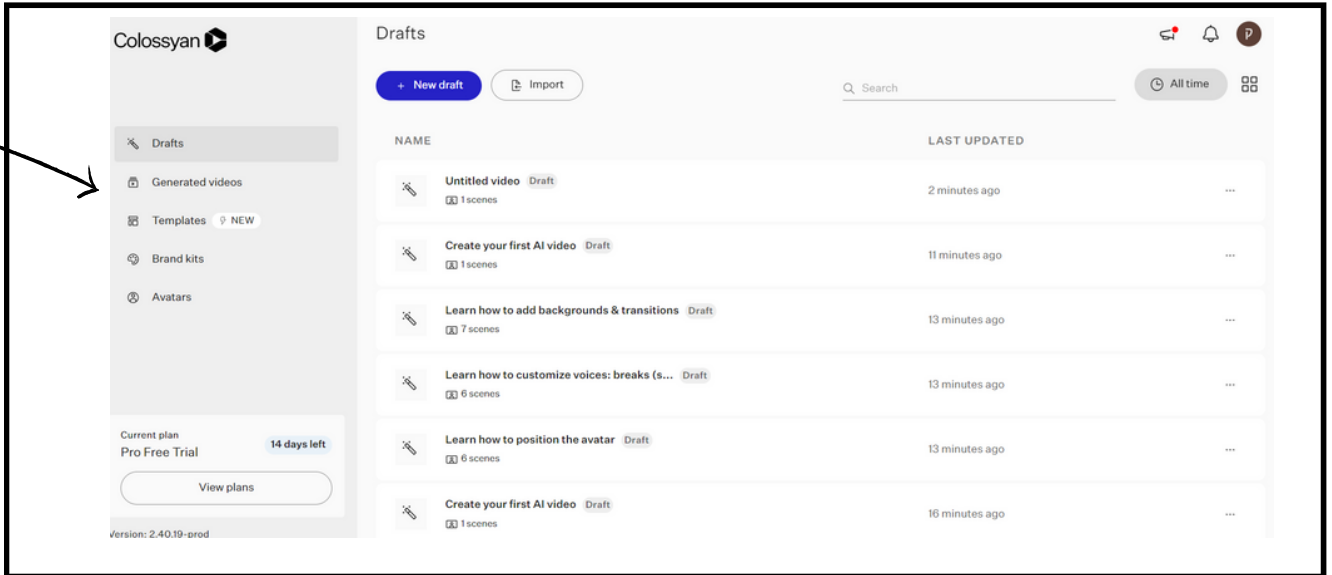 Colossyan
Drafts
P
+ New draft
Import
Search
All time
Drafts
Generated videos
Templates NEW
Brand kits
Avatars
Current plan
Pro Free Trial
14 days left
View plans
Version: 2.40.19-prod
NAME LAST UPDATED
Untitled video Draft
1 scenes
2 minutes ago
...
Create your first AI video Draft
1 scenes
11 minutes ago
...
Learn how to add backgrounds & transitions Draft
7 scenes
13 minutes ago
...
Learn how to customize voices: breaks (s... Draft
6 scenes
13 minutes ago
...
Learn how to position the avatar Draft
6 scenes
13 minutes ago
...
Create your first AI video Draft
1 scenes
16 minutes ago
...